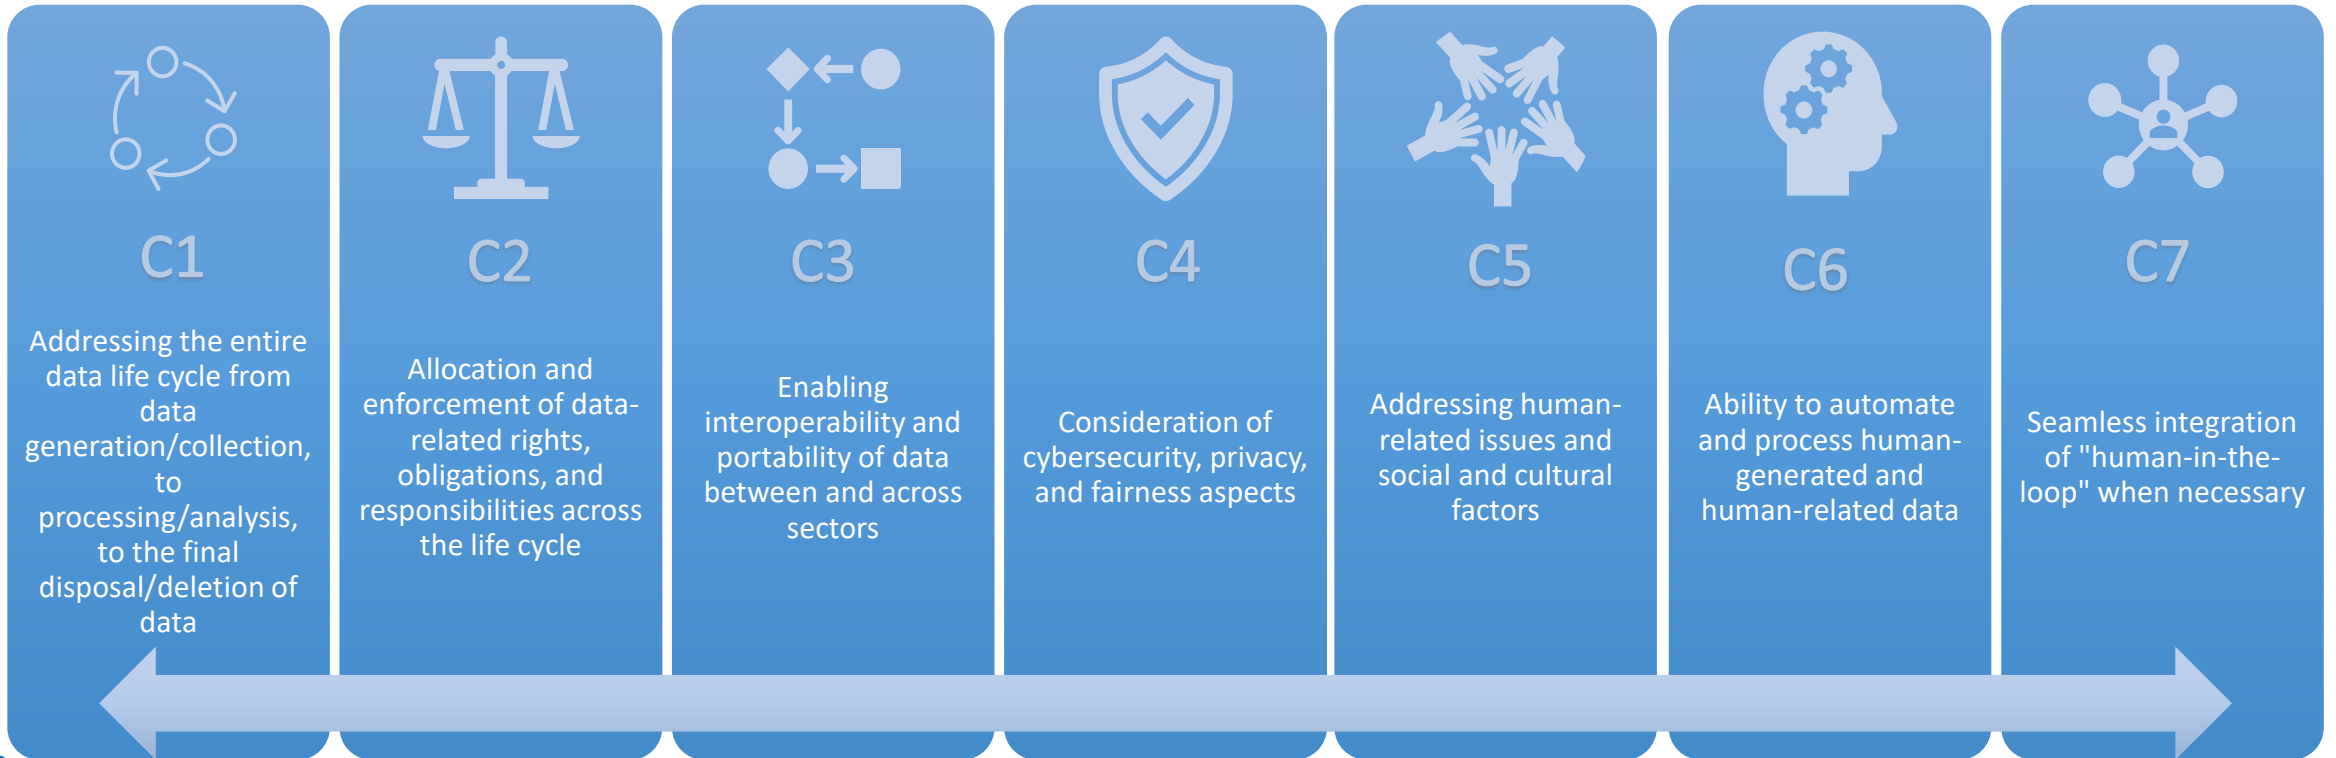 C1
Addressing the entire
data life cycle from
data
generation/collection,
to
processing/analysis,
to the final
disposal/deletion of
data
C2
Allocation and
enforcement of data-
related rights,
obligations, and
responsibilities across
the life cycle
C3
Enabling
interoperability and
portability of data
between and across
sectors
C4
Consideration of
cybersecurity, privacy,
and fairness aspects
C5
Addressing human-
related issues and
social and cultural
factors
C6
Ability to automate
and process human-
generated and
human-related data
C7
Seamless integration
of "human-in-the-
loop" when necessary